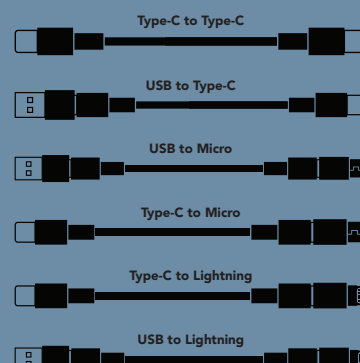 Type-C to Type-C
USB to Type-C
USB to Micro
Type-C to Micro
Type-C to Lightning
USB to Lightning